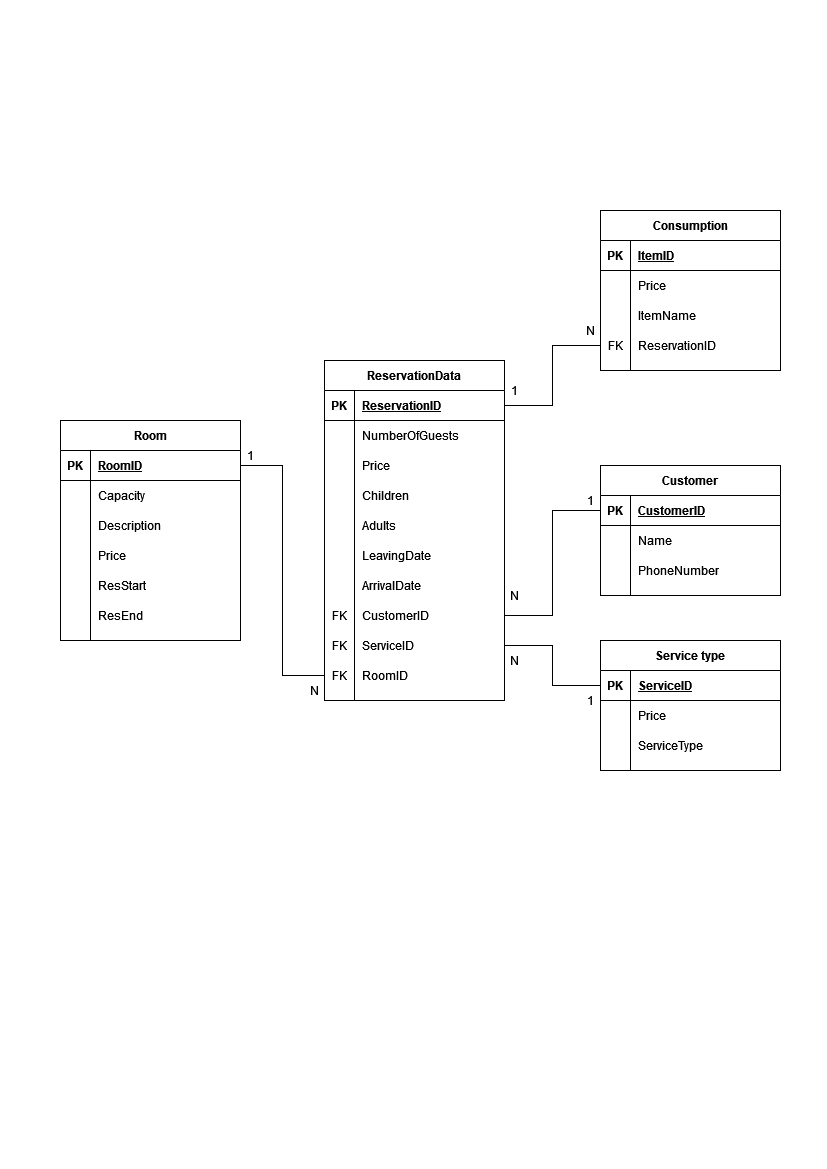 Consumption
PK ItemID
Price
ItemName
FK ReservationID
N
1
ReservationData
PK ReservationID
NumberOfGuests
Price
Children
Adults
LeavingDate
ArrivalDate
FK CustomerID
FK ServiceID
FK RoomID
Room
PK RoomID
Capacity
Description
Price
ResStart
ResEnd
1
N
Customer
PK CustomerID
Name
PhoneNumber
1
N
Service type
PK ServiceID
Price
ServiceType
N
1